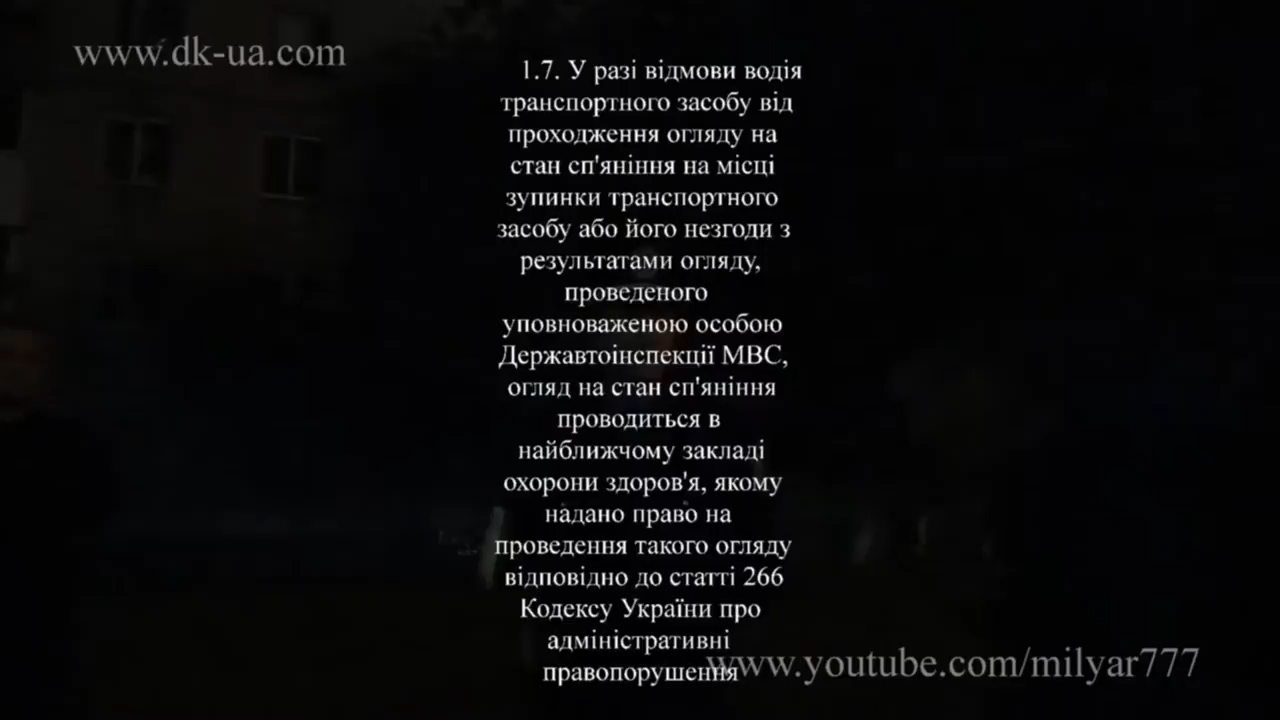 www.dk-ua.com
1.7. У разі відмови водія
транспортного засобу від
проходження огляду на
стан сп'яніння на місці
зупинки транспортного
засобу або його незгоди з
результатами огляду,
проведеного
уповноваженою особою
Державтоінспекції МВС,
огляд на стан сп'яніння
проводиться в
найближчому закладі
охорони здоров'я, якому
надано право на
проведення такого огляду
відповідно до статті 266
Кодексу України про
адміністративні
правопорушення
www.youtube.com/milyar777